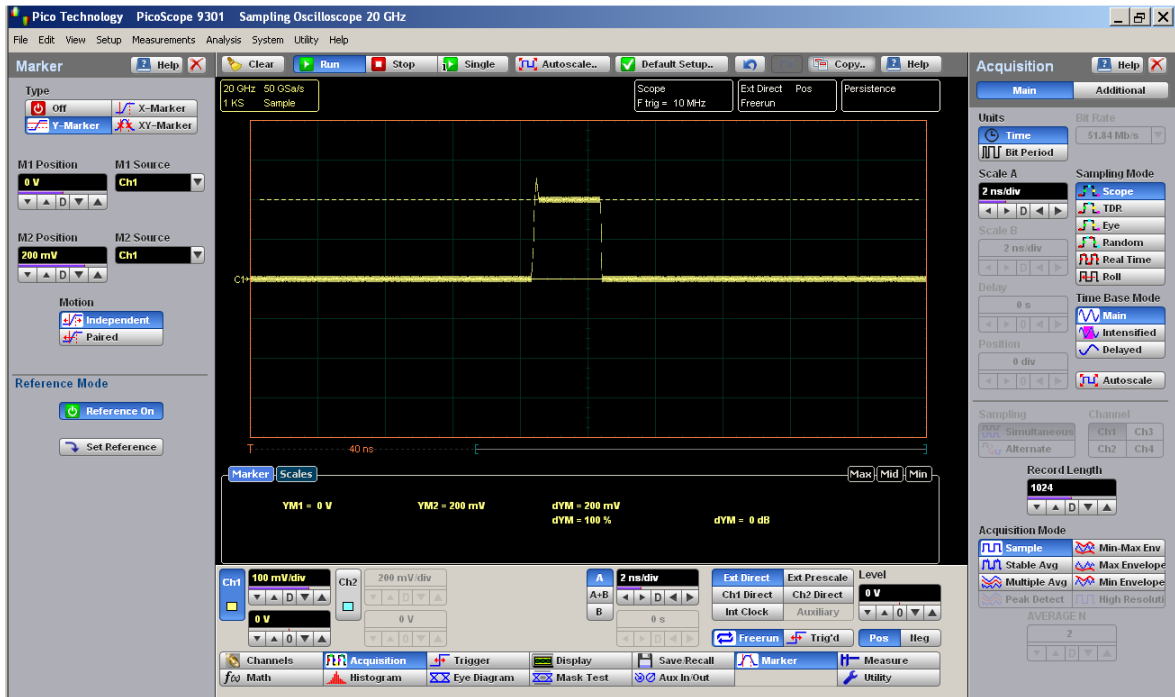 Pico Technology PicoScope 9301 Sampling Oscilloscope 20 GHz
File Edit View Setup Measurements Analysis System Utility Help
Marker Help
Clear Run Stop Single Autoscale.. Default Setup.. Copy.. Help
Acquisition Help
Main Additional
Type
Off X-Marker
Y-Marker XY-Marker
M1 Position M1 Source
0 V Ch1
D
M2 Position M2 Source
200 mV Ch1
D
Motion
Independent
Paired
Reference Mode
Reference On
Set Reference
20 GHz 50 GSa/s
1 KS Sample
Scope
F trig = 10 MHz
Ext Direct Pos
Freerun
Persistence
C1
T 40 ns
Marker Scales Max Mid Min
YM1 = 0 V YM2 = 200 mV dYM = 200 mV
dYM = 100 % dYM = 0 dB
Ch1 100 mV/div Ch2 200 mV/div
D D
0 V 0 V
0 0
A 2 ns/div
A+B D
B 0 s
0
Ext Direct Ext Prescale Level
Ch1 Direct Ch2 Direct 0 V
Int Clock Auxiliary 0
Freerun Trig'd Pos Neg
Channels Acquisition Trigger Display Save/Recall Marker Measure
f(x) Math Histogram Eye Diagram Mask Test Aux In/Out Utility
Units Bit Rate
Time 51.84 Mb/s
Bit Period
Scale A Sampling Mode
2 ns/div Scope
D TDR
Scale B Eye
2 ns/div Random
D Real Time
Delay Roll
0 s Time Base Mode
0 Main
Position Intensified
0 div Delayed
0 Autoscale
Sampling Channel
Simultaneous Ch1 Ch3
Alternate Ch2 Ch4
Record Length
1024
D
Acquisition Mode
Sample Min-Max Env
Stable Avg Max Envelope
Multiple Avg Min Envelope
Peak Detect High Resoluti
AVERAGE N
2
D